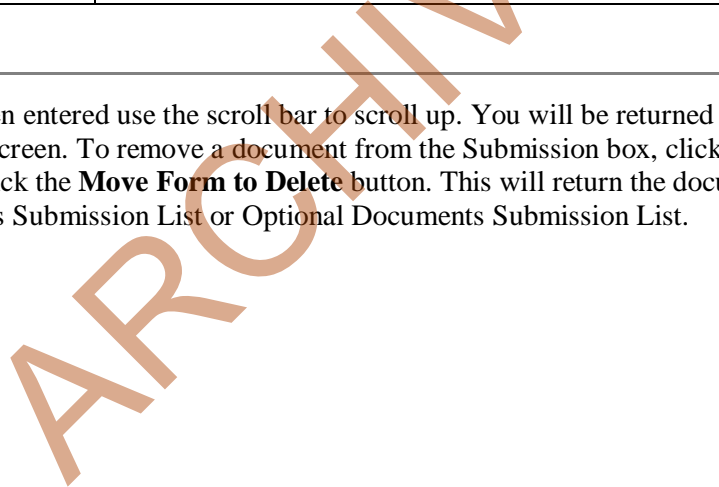 n entered use the scroll bar to scroll up. You will be returned
creen. To remove a document from the Submission box, click
ck the Move Form to Delete button. This will return the docu
s Submission List or Optional Documents Submission List.
ARCHIV